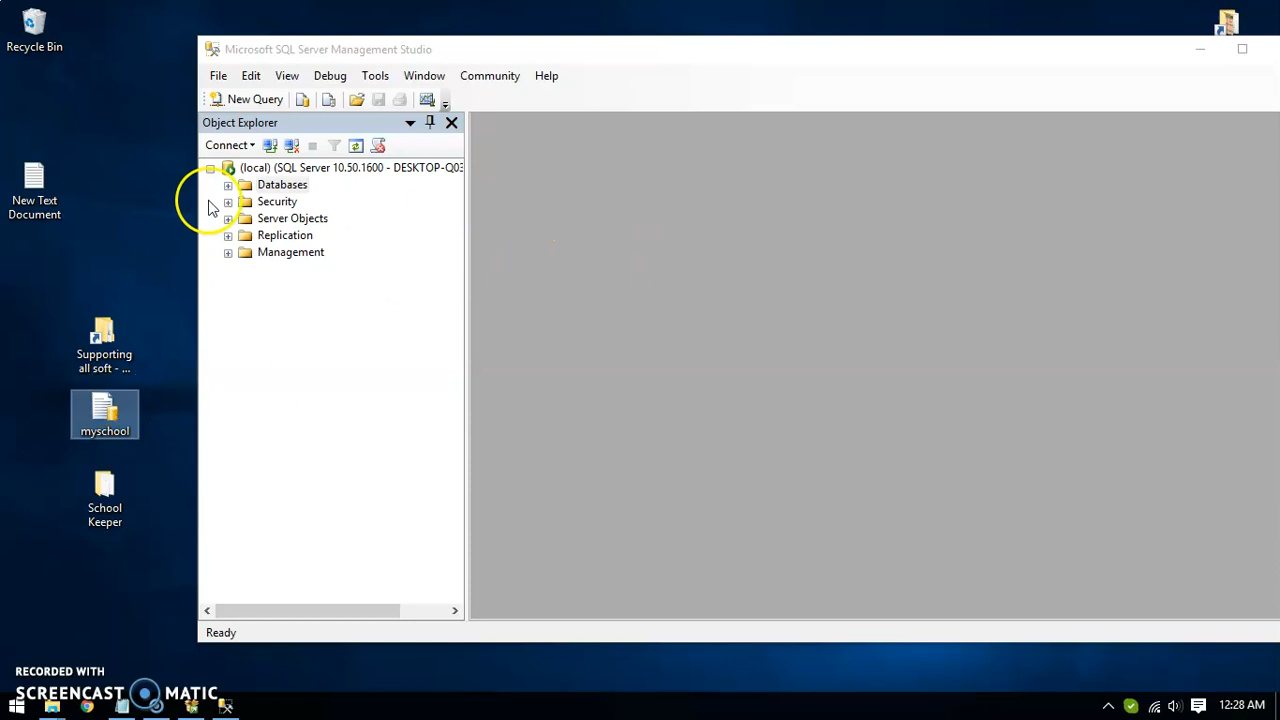 Recycle Bin
New Text
Document
Supporting
all soft - ...
myschool
School
Keeper
Microsoft SQL Server Management Studio
File Edit View Debug Tools Window Community Help
New Query
Object Explorer
Connect
(local) (SQL Server 10.50.1600 - DESKTOP-Q03
Databases
Security
Server Objects
Replication
Management
Ready
RECORDED WITH
SCREENCAST MATIC
12:28 AM